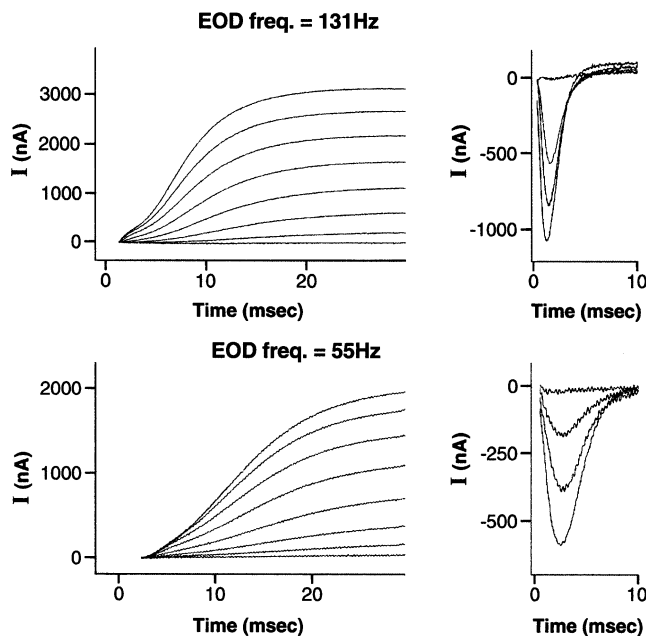 EOD freq. = 131Hz
I (nA)
3000
2000
1000
0
0 10 20
Time (msec)
I (nA)
0
-500
-1000
0 10
Time (msec)
EOD freq. = 55Hz
I (nA)
2000
1000
0
0 10 20
Time (msec)
I (nA)
0
-250
-500
0 10
Time (msec)